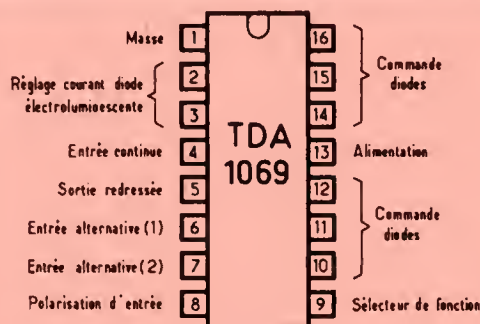 Masse 1
Réglage courant diode 2
électroluminescente 3
Entrée continue 4
Sortie redressée 5
Entrée alternative (1) 6
Entrée alternative (2) 7
Polarisation d'entrée 8
TDA
1069
16 Commande
15 diodes
14
13 Alimentation
12 Commande
11 diodes
10
9 Sélecteur de fonction